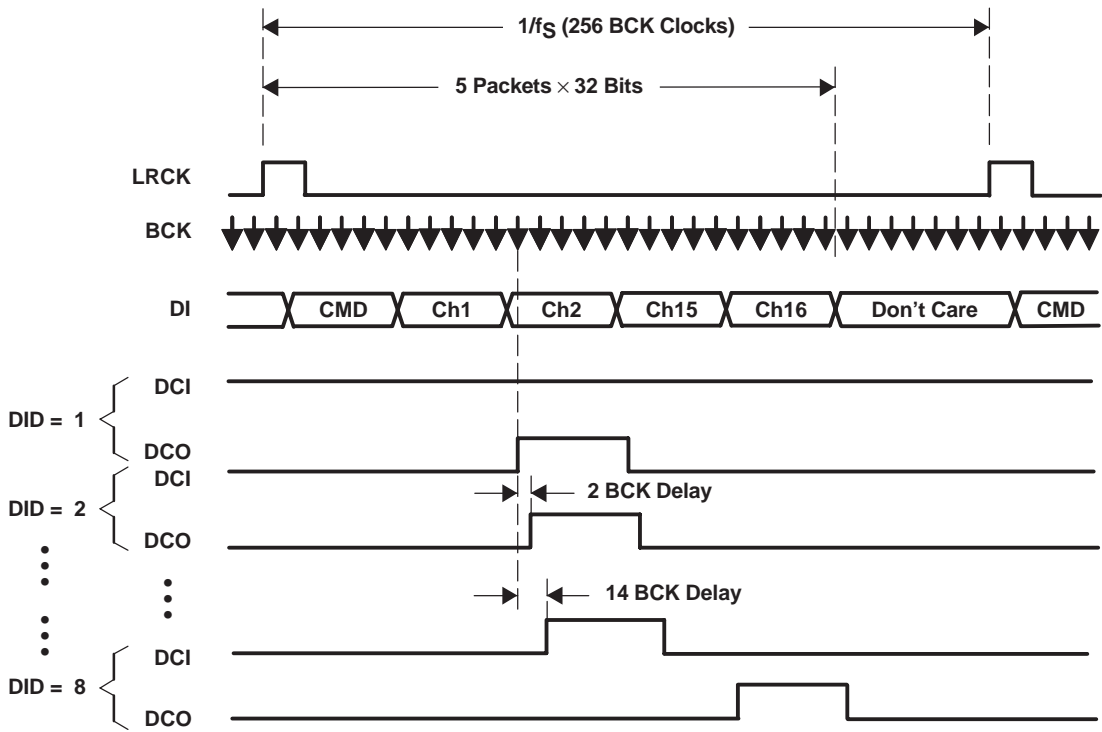 1/fS (256 BCK Clocks)
5 Packets × 32 Bits
LRCK
BCK
DI
CMD
Ch1
Ch2
Ch15
Ch16
Don't Care
CMD
DCI
DID = 1
DCO
DCI
2 BCK Delay
DID = 2
DCO
14 BCK Delay
DCI
DID = 8
DCO